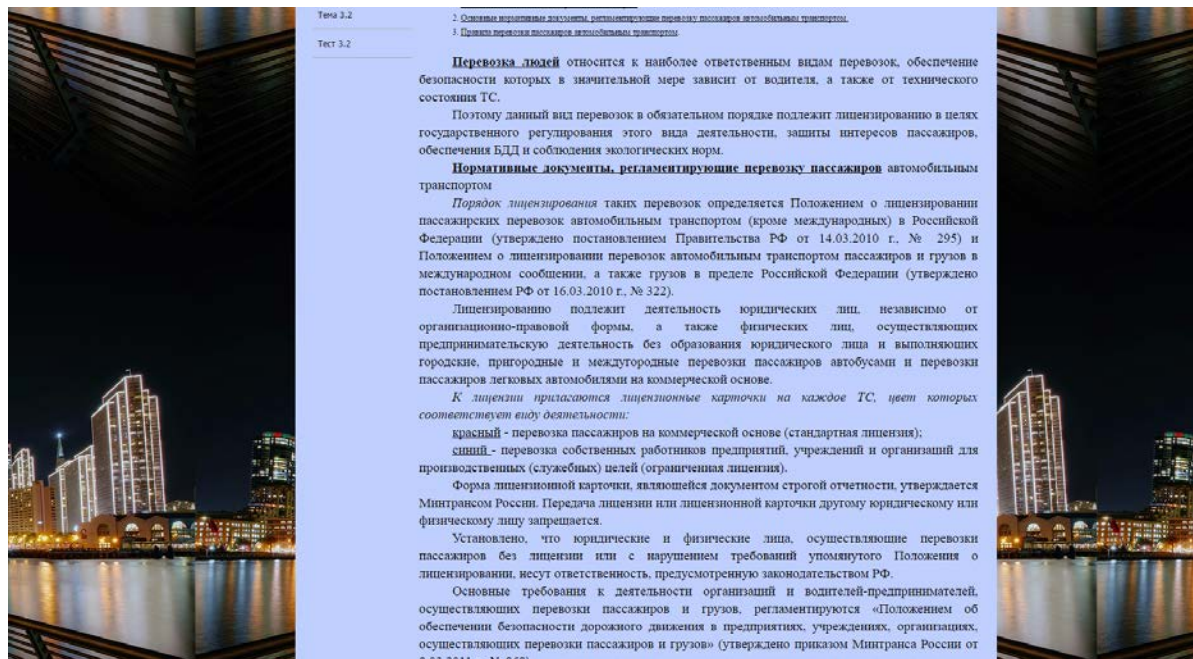 Тема 3.2
Тест 3.2
2. Основные нормативные документы, регламентирующие перевозку пассажиров автомобильным транспортом.
3. Правила перевозки пассажиров автомобильным транспортом.
Перевозка людей относится к наиболее ответственным видам перевозок, обеспечение
безопасности которых в значительной мере зависит от водителя, а также от технического
состояния ТС.
Поэтому данный вид перевозок в обязательном порядке подлежит лицензированию в целях
государственного регулирования этого вида деятельности, защиты интересов пассажиров,
обеспечения БДД и соблюдения экологических норм.
Нормативные документы, регламентирующие перевозку пассажиров автомобильным
транспортом
Порядок лицензирования таких перевозок определяется Положением о лицензировании
пассажирских перевозок автомобильным транспортом (кроме международных) в Российской
Федерации (утверждено постановлением Правительства РФ от 14.03.2010 г., № 295) и
Положением о лицензировании перевозок автомобильным транспортом пассажиров и грузов в
международном сообщении, а также грузов в пределе Российской Федерации (утверждено
постановлением РФ от 16.03.2010 г., № 322).
Лицензированию подлежит деятельность юридических лиц, независимо от
организационно-правовой формы, а также физических лиц, осуществляющих
предпринимательскую деятельность без образования юридического лица и выполняющих
городские, пригородные и междугородные перевозки пассажиров автобусами и перевозки
пассажиров легковых автомобилями на коммерческой основе.
К лицензии прилагаются лицензионные карточки на каждое ТС, цвет которых
соответствует виду деятельности:
красный - перевозка пассажиров на коммерческой основе (стандартная лицензия);
синий - перевозка собственных работников предприятий, учреждений и организаций для
производственных (служебных) целей (ограниченная лицензия).
Форма лицензионной карточки, являющейся документом строгой отчетности, утверждается
Минтрансом России. Передача лицензии или лицензионной карточки другому юридическому или
физическому лицу запрещается.
Установлено, что юридические и физические лица, осуществляющие перевозки
пассажиров без лицензии или с нарушением требований упомянутого Положения о
лицензировании, несут ответственность, предусмотренную законодательством РФ.
Основные требования к деятельности организаций и водителей-предпринимателей,
осуществляющих перевозки пассажиров и грузов, регламентируются «Положением об
обеспечении безопасности дорожного движения в предприятиях, учреждениях, организациях,
осуществляющих перевозки пассажиров и грузов» (утверждено приказом Минтранса России от